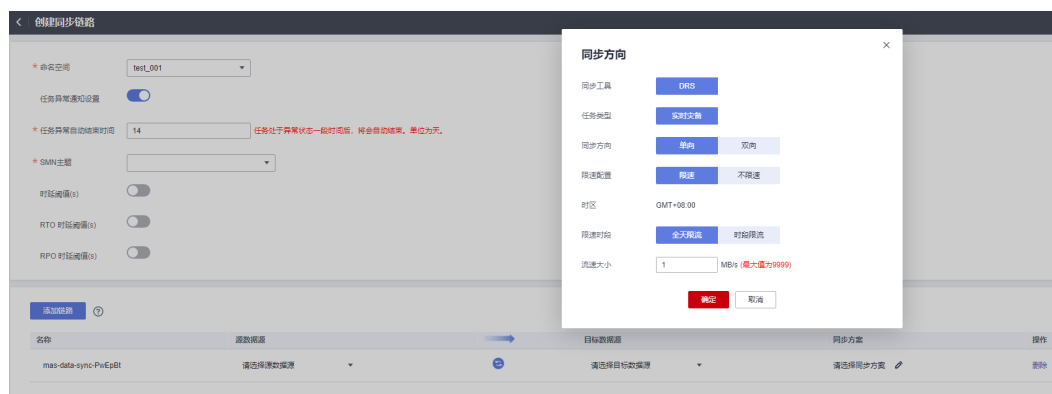 创建同步链路
* 命名空间 test_001
任务异常通知设置
* 任务异常自动结束时间 14 任务处于异常状态一段时间后，将会自动结束。单位为天。
* SMN主题
时延阈值(s)
RTO 时延阈值(s)
RPO 时延阈值(s)
同步方向
同步工具 DRS
任务类型 实时灾备
同步方向 单向 双向
限速配置 限速 不限速
时区 GMT+08:00
限速时段 全天限流 时段限流
流速大小 1 MB/s (最大值为9999)
确定 取消
添加链路
名称 源数据源 目标数据源 同步方案 操作
mas-data-sync-PwEpBt 请选择源数据源 请选择目标数据源 请选择同步方案 删除